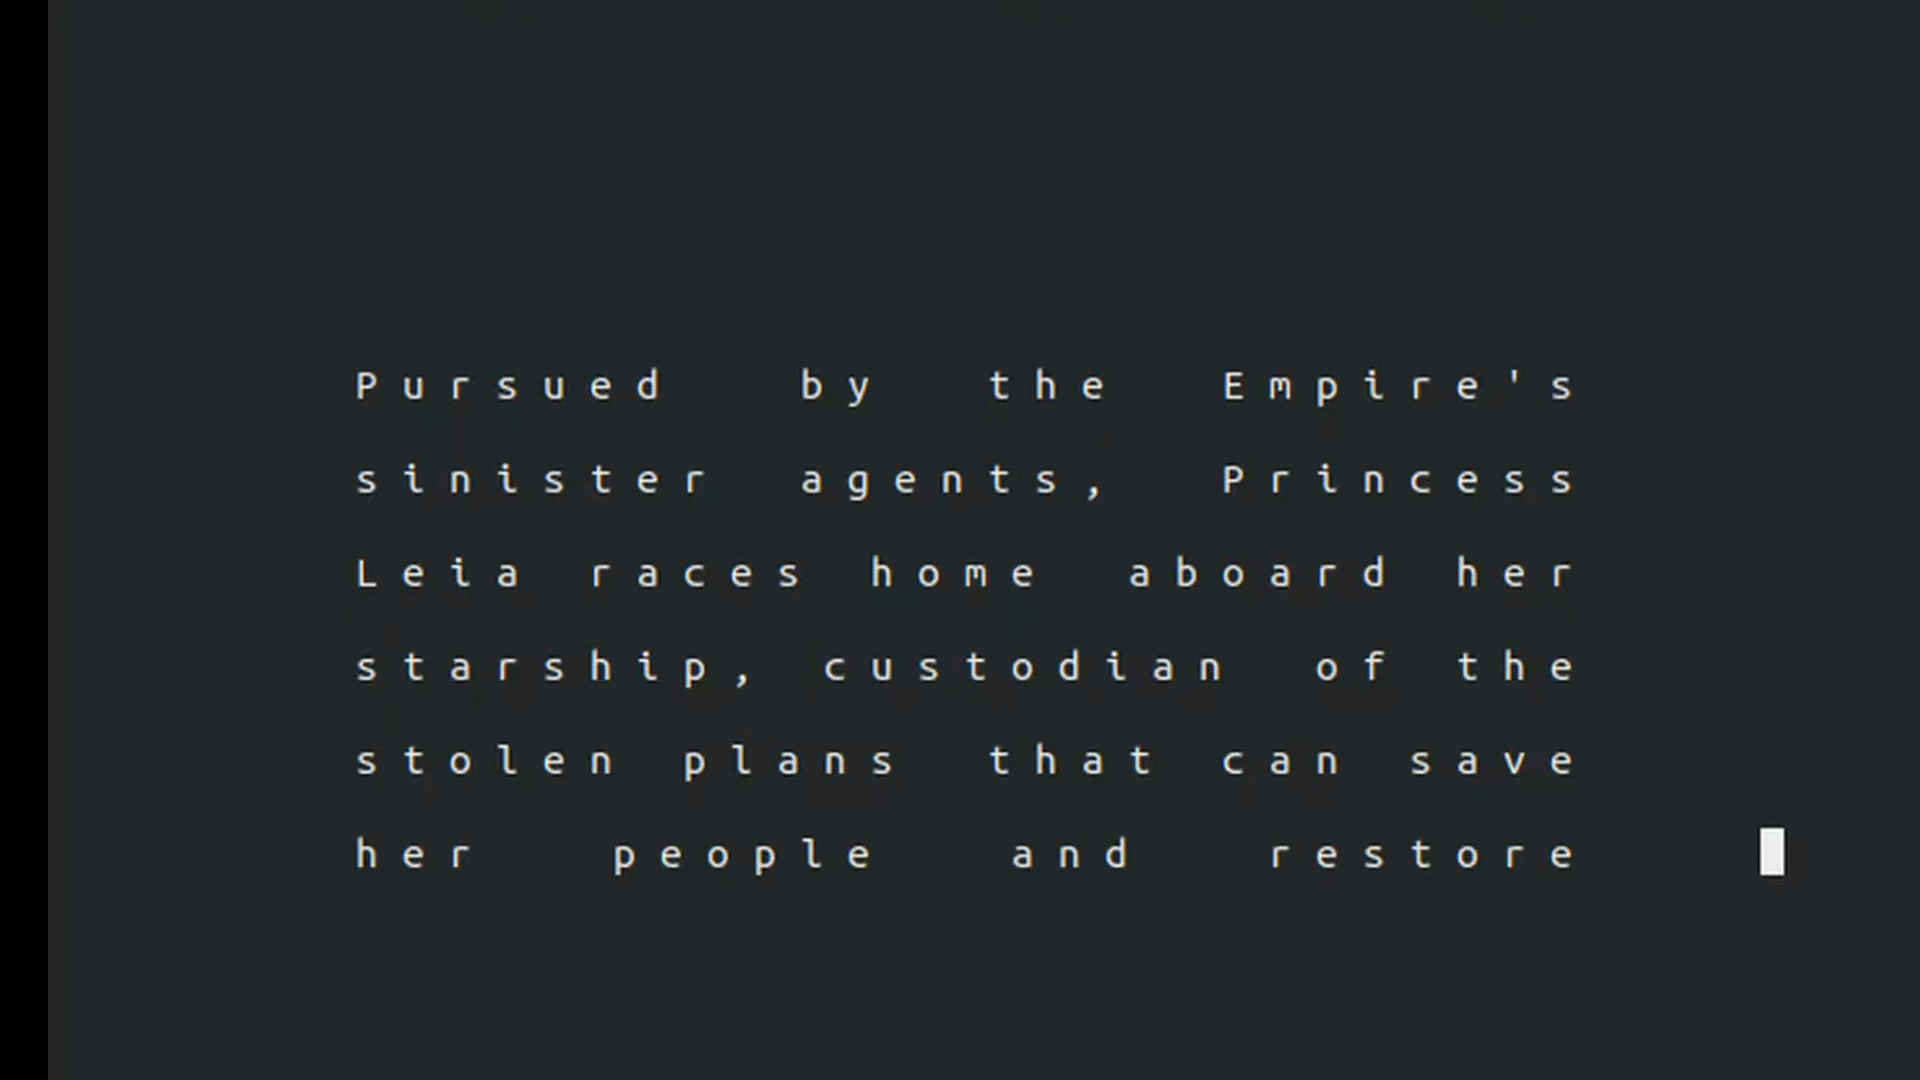 Pursued by the Empire's
sinister agents, Princess
Leia races home aboard her
starship, custodian of the
stolen plans that can save
her people and restore